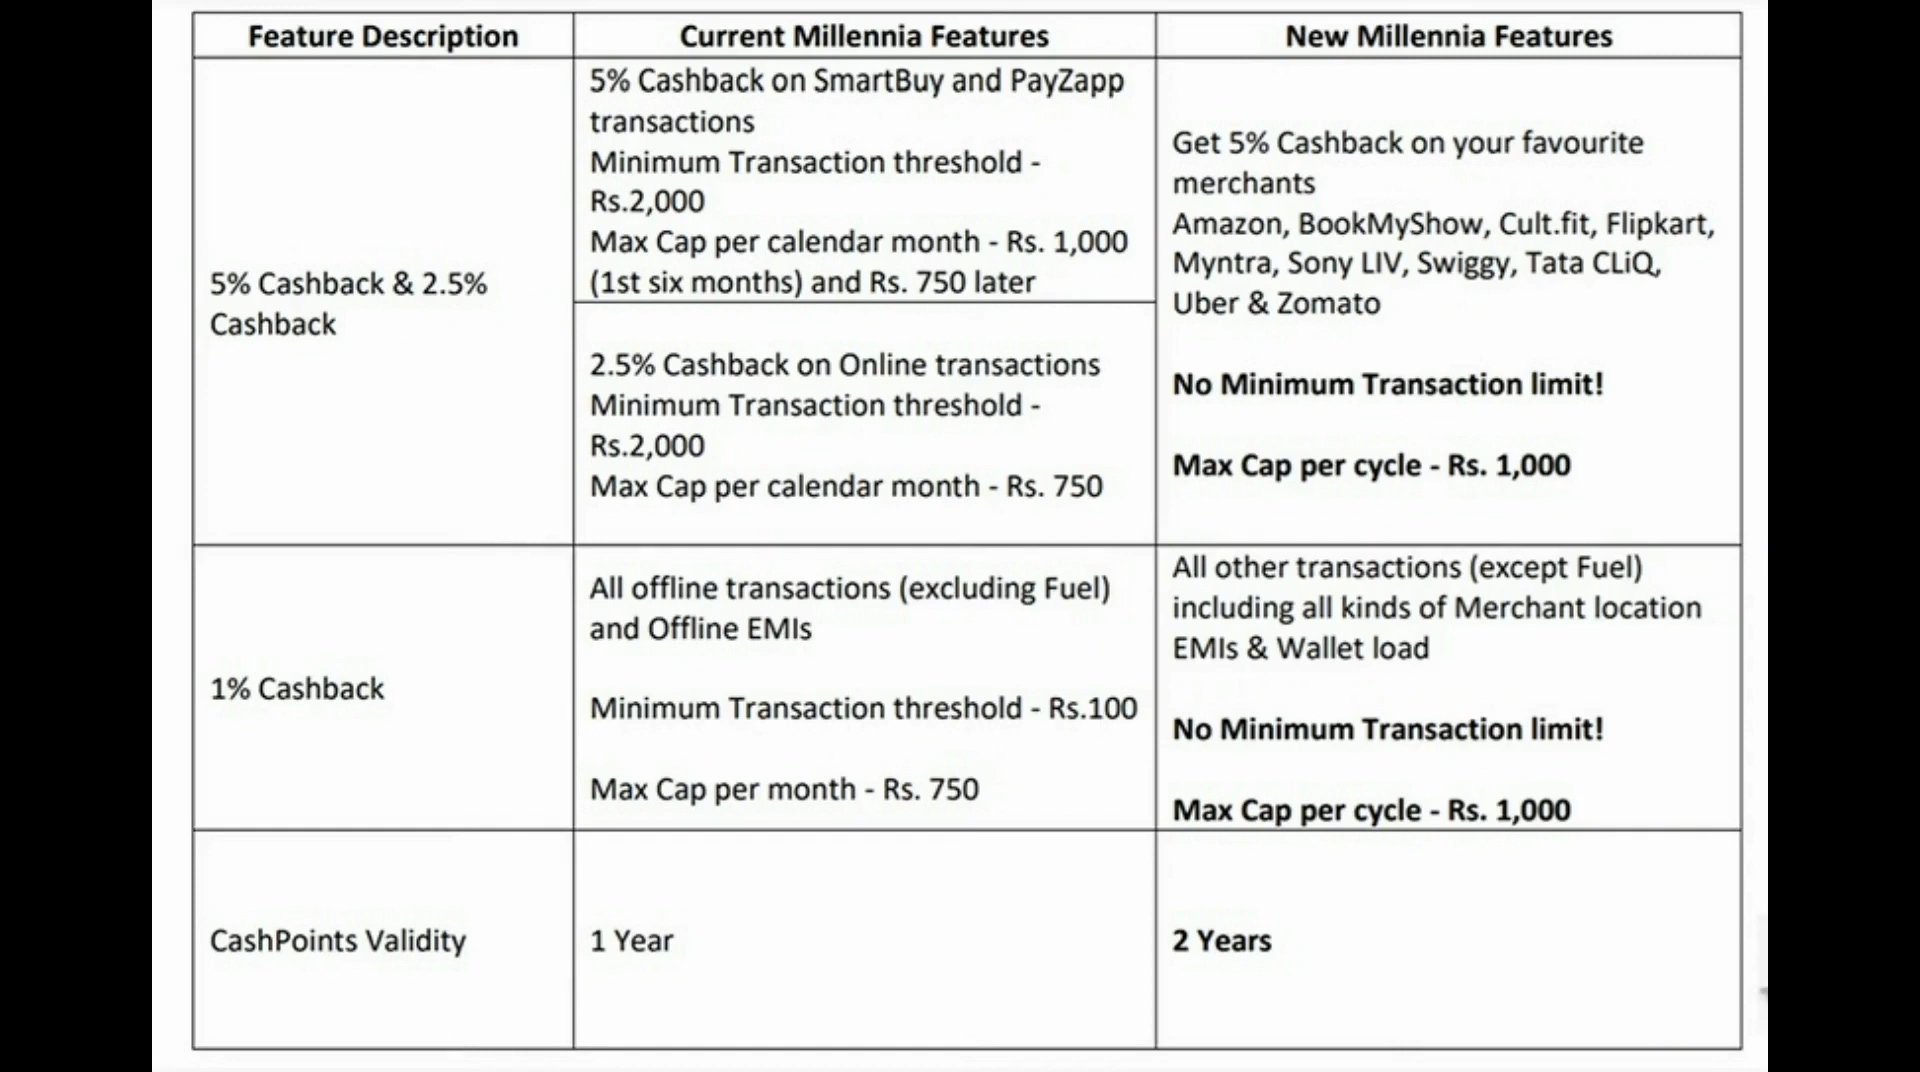 Feature Description
Current Millennia Features
New Millennia Features
5% Cashback & 2.5%
Cashback
5% Cashback on SmartBuy and PayZapp
transactions
Minimum Transaction threshold -
Rs.2,000
Max Cap per calendar month - Rs. 1,000
(1st six months) and Rs. 750 later
2.5% Cashback on Online transactions
Minimum Transaction threshold -
Rs.2,000
Max Cap per calendar month - Rs. 750
Get 5% Cashback on your favourite
merchants
Amazon, BookMyShow, Cult.fit, Flipkart,
Myntra, Sony LIV, Swiggy, Tata CLiQ,
Uber & Zomato
No Minimum Transaction limit!
Max Cap per cycle - Rs. 1,000
1% Cashback
All offline transactions (excluding Fuel)
and Offline EMIs
Minimum Transaction threshold - Rs.100
Max Cap per month - Rs. 750
All other transactions (except Fuel)
including all kinds of Merchant location
EMIs & Wallet load
No Minimum Transaction limit!
Max Cap per cycle - Rs. 1,000
CashPoints Validity
1 Year
2 Years